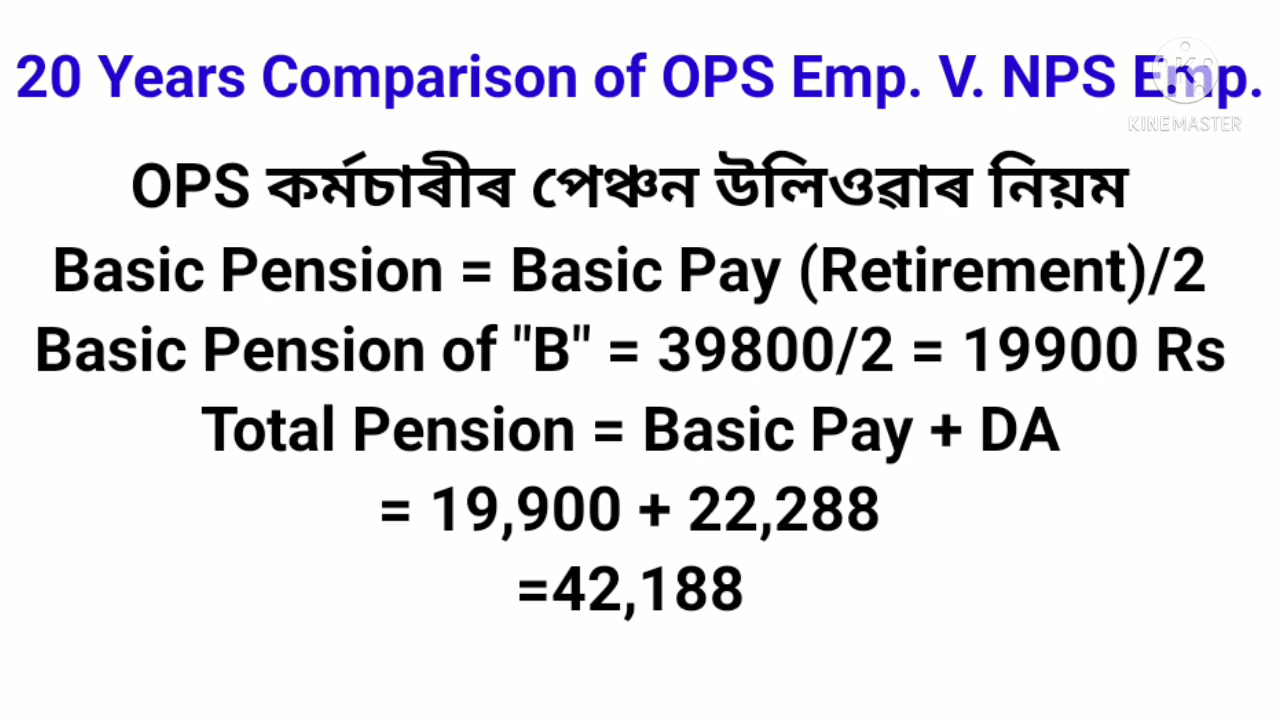 20 Years Comparison of OPS Emp. V. NPS Emp.
KINEMASTER
OPS কৰ্মচাৰীৰ পেঞ্চন উলিওৱাৰ নিয়ম
Basic Pension = Basic Pay (Retirement)/2
Basic Pension of "B" = 39800/2 = 19900 Rs
Total Pension = Basic Pay + DA
= 19,900 + 22,288
=42,188